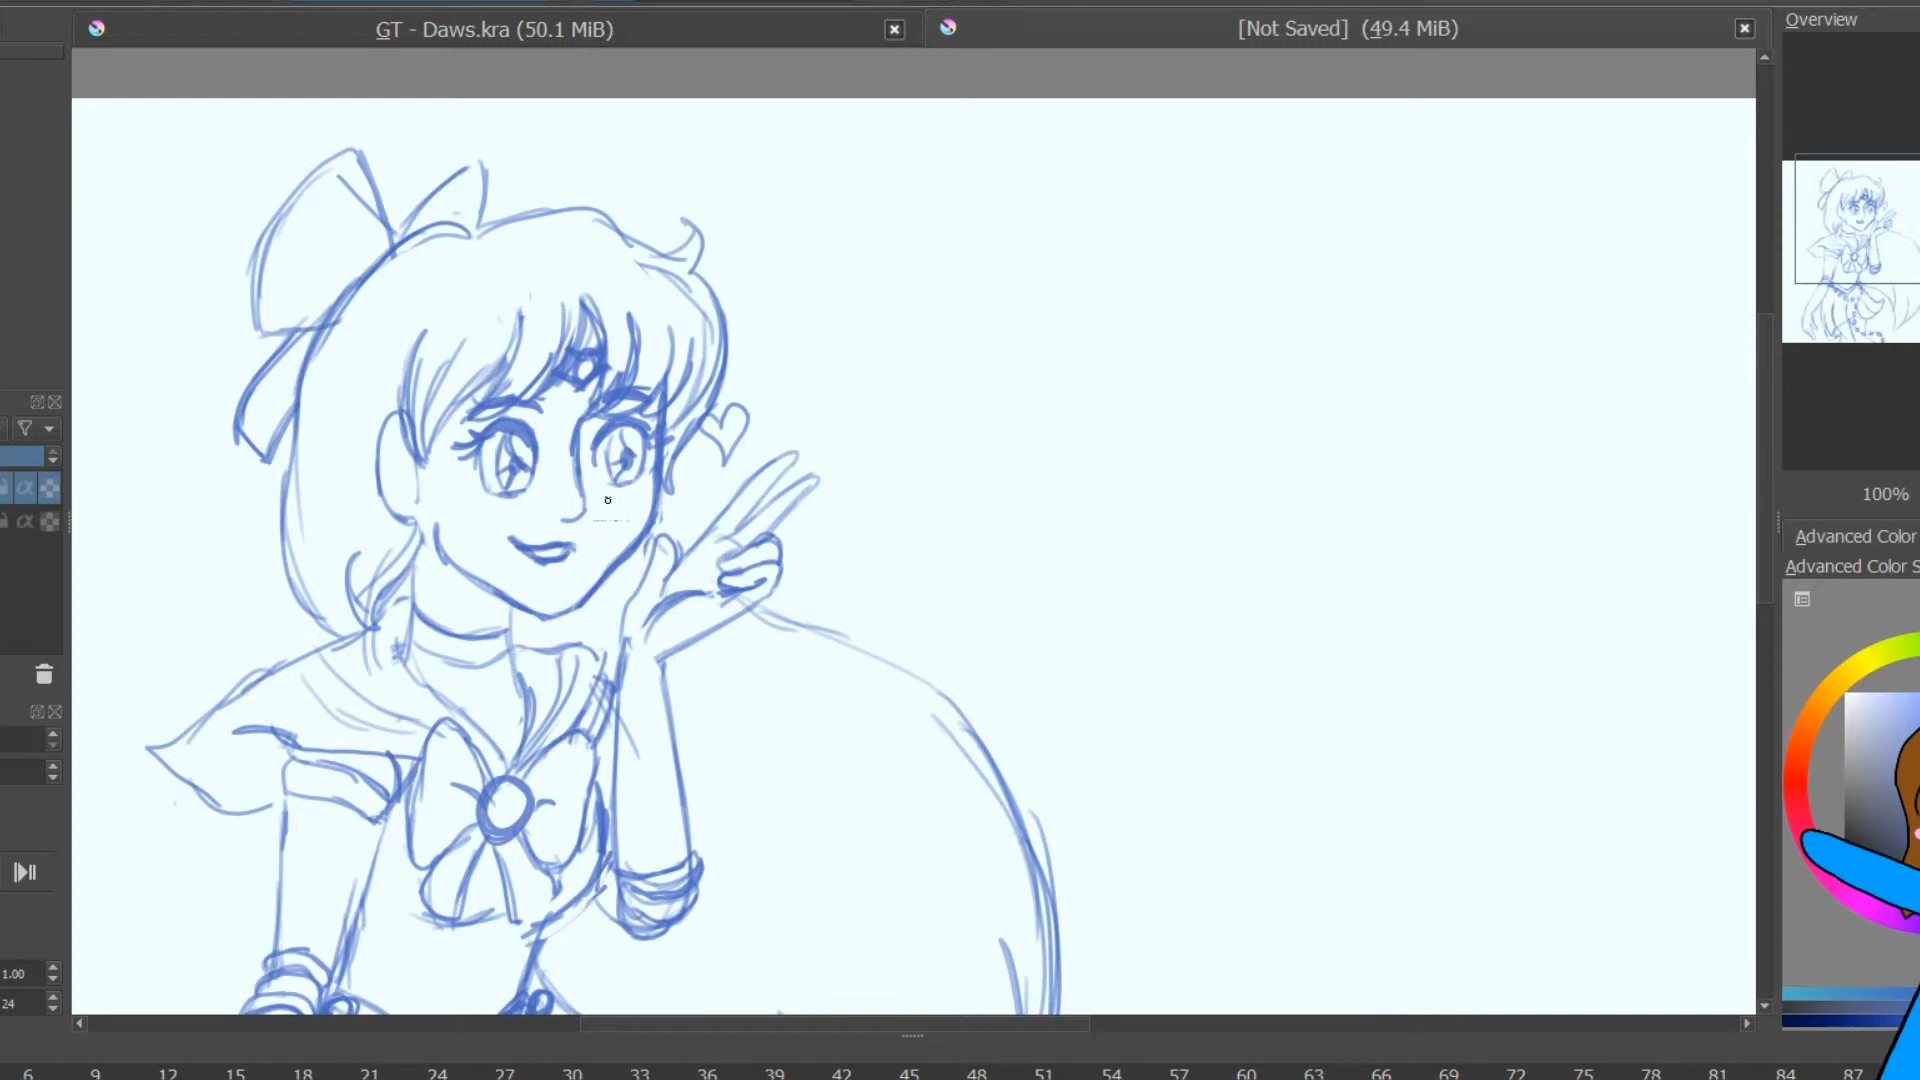 GT - Daws.kra (50.1 MiB)
[Not Saved] (49.4 MiB)
Overview
100%
Advanced Color
Advanced Color S
1.00
24
6 9 12 15 18 21 24 27 30 33 36 39 42 45 48 51 54 57 60 63 66 69 72 75 78 81 84 87